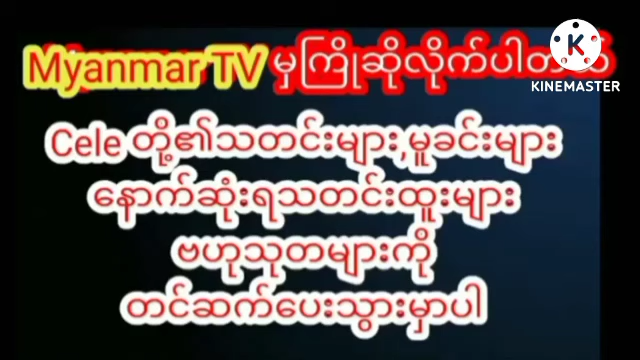 Myanmar TV မှကြိုဆိုလိုက်ပါတယ်
KINEMASTER
Cele တို့၏သတင်းများ,မူခင်းများ
နောက်ဆုံးရသတင်းထူးများ
ဗဟုသုတများကို
တင်ဆက်ပေးသွားမှာပါ